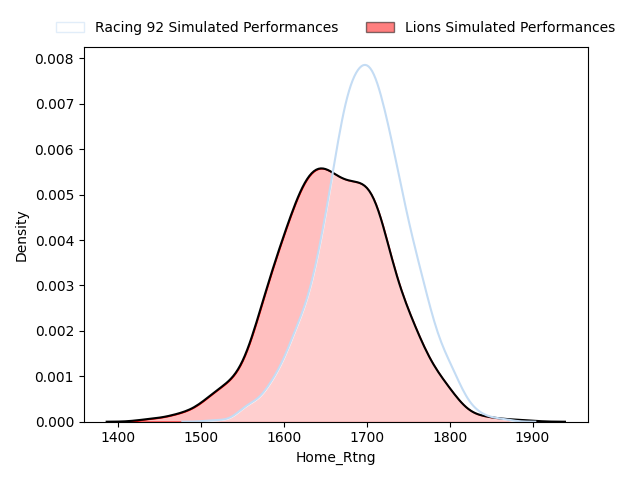 Racing 92 Simulated Performances Lions Simulated Performances
0.008
0.007
0.006
0.005
0.004
0.003
0.002
0.001
0.000
Density
1400 1500 1600 1700 1800 1900
Home_Rtng